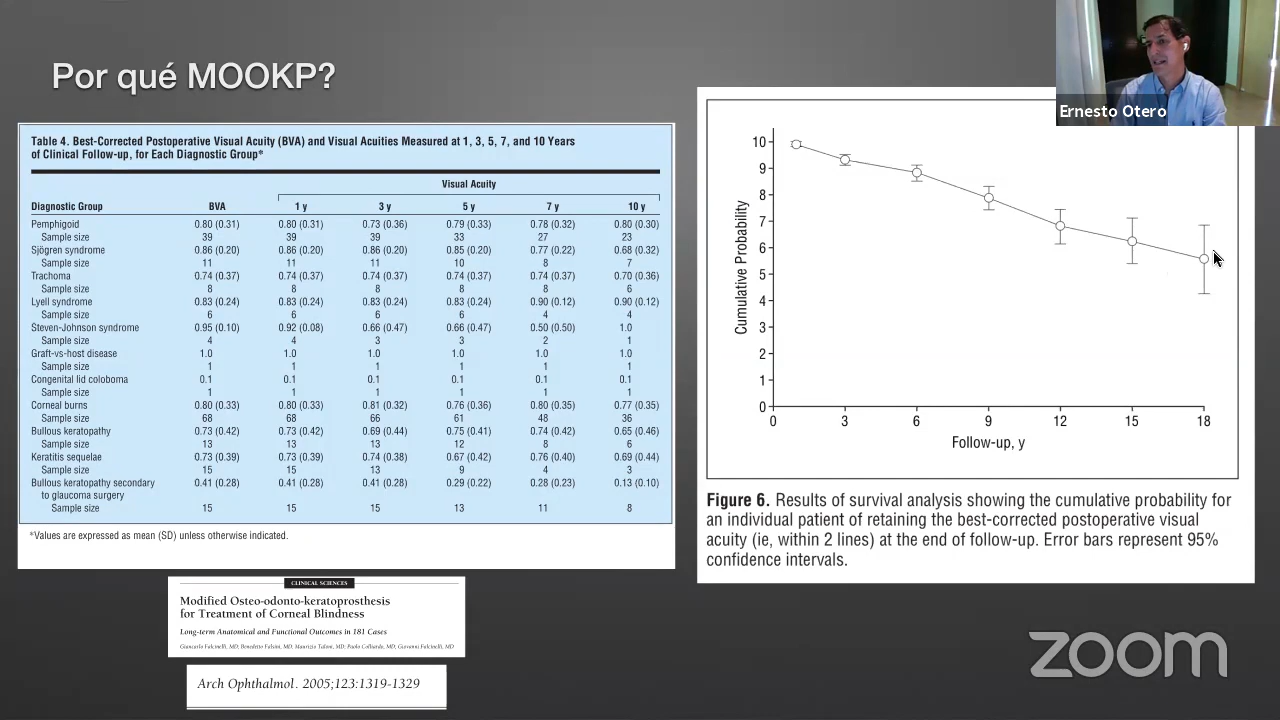 Por qué MOOKP?
Ernesto Otero
Table 4. Best-Corrected Postoperative Visual Acuity (BVA) and Visual Acuities Measured at 1, 3, 5, 7, and 10 Years
of Clinical Follow-up, for Each Diagnostic Group*
Visual Acuity
Diagnostic Group BVA 1 y 3 y 5 y 7 y 10 y
Pemphigoid 0.80 (0.31) 0.80 (0.31) 0.73 (0.36) 0.79 (0.33) 0.78 (0.32) 0.80 (0.30)
Sample size 39 39 39 33 27 23
Sjögren syndrome 0.86 (0.20) 0.86 (0.20) 0.86 (0.20) 0.85 (0.20) 0.77 (0.22) 0.68 (0.32)
Sample size 11 11 11 10 8 7
Trachoma 0.74 (0.37) 0.74 (0.37) 0.74 (0.37) 0.74 (0.37) 0.74 (0.37) 0.70 (0.36)
Sample size 8 8 8 8 8 6
Lyell syndrome 0.83 (0.24) 0.83 (0.24) 0.83 (0.24) 0.83 (0.24) 0.90 (0.12) 0.90 (0.12)
Sample size 6 6 6 6 4 4
Steven-Johnson syndrome 0.95 (0.10) 0.92 (0.08) 0.66 (0.47) 0.66 (0.47) 0.50 (0.50) 1.0
Sample size 4 4 3 3 2 1
Graft-vs-host disease 1.0 1.0 1.0 1.0 1.0 1.0
Sample size 1 1 1 1 1 1
Congenital lid coloboma 0.1 0.1 0.1 0.1 0.1 0.1
Sample size 1 1 1 1 1 1
Corneal burns 0.80 (0.33) 0.80 (0.33) 0.81 (0.32) 0.76 (0.36) 0.80 (0.35) 0.77 (0.35)
Sample size 68 68 66 61 48 36
Bullous keratopathy 0.73 (0.42) 0.73 (0.42) 0.69 (0.44) 0.75 (0.41) 0.74 (0.42) 0.65 (0.46)
Sample size 13 13 13 12 8 6
Keratitis sequelae 0.73 (0.39) 0.73 (0.39) 0.74 (0.38) 0.67 (0.42) 0.76 (0.40) 0.69 (0.44)
Sample size 15 15 13 9 4 3
Bullous keratopathy secondary 0.41 (0.28) 0.41 (0.28) 0.41 (0.28) 0.29 (0.22) 0.28 (0.23) 0.13 (0.10)
to glaucoma surgery
Sample size 15 15 15 13 11 8
*Values are expressed as mean (SD) unless otherwise indicated.
CLINICAL SCIENCES
Modified Osteo-odonto-keratoprosthesis
for Treatment of Corneal Blindness
Long-term Anatomical and Functional Outcomes in 181 Cases
Giancarlo Falcinelli, MD; Benedetto Falsini, MD; Maurizio Taloni, MD; Paolo Colliardo, MD; Giovanni Falcinelli, MD
Arch Ophthalmol. 2005;123:1319-1329
10
9
8
7
6
5
4
3
2
1
0
Cumulative Probability
0 3 6 9 12 15 18
Follow-up, y
Figure 6. Results of survival analysis showing the cumulative probability for
an individual patient of retaining the best-corrected postoperative visual
acuity (ie, within 2 lines) at the end of follow-up. Error bars represent 95%
confidence intervals.
zoom